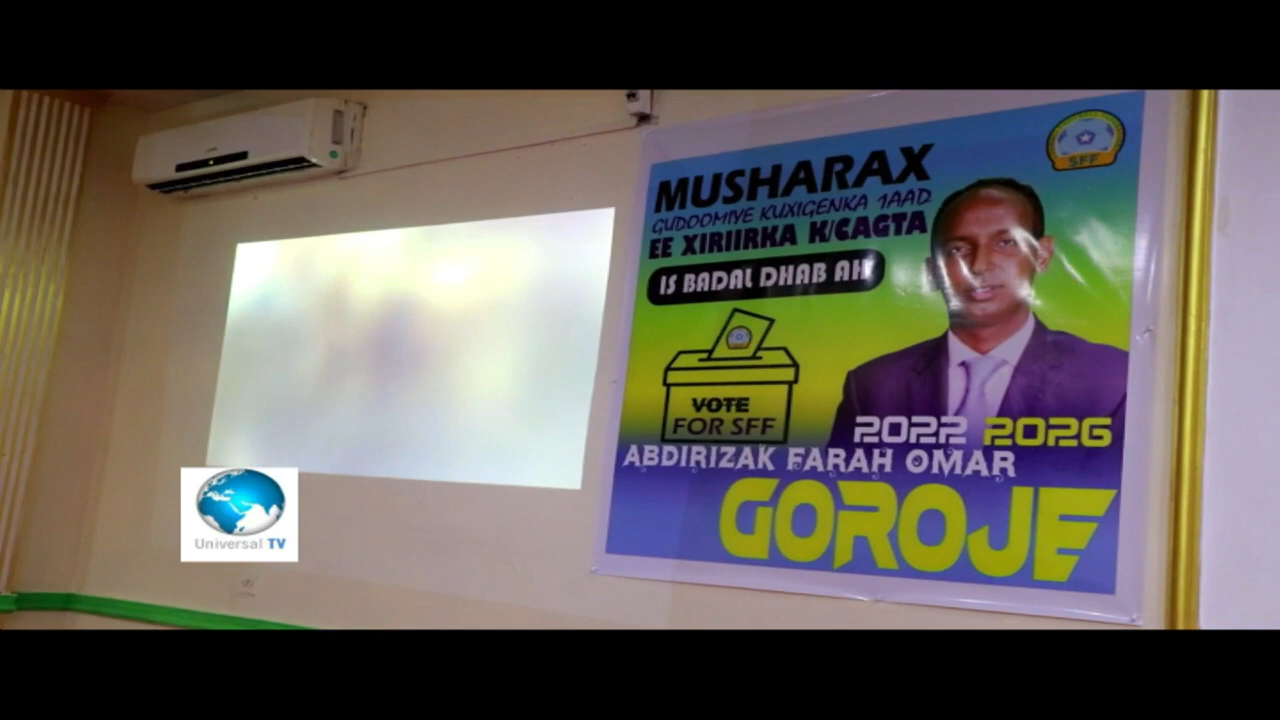 MUSHARAX
GUDOOMIYE KUXIGENKA 1AAD
EE XIRIIRKA K/CAGTA
IS BADAL DHAB AH
SFF
VOTE
FOR SFF
2022 2026
ABDIRIZAK FARAH OMAR
GOROJE
Universal TV